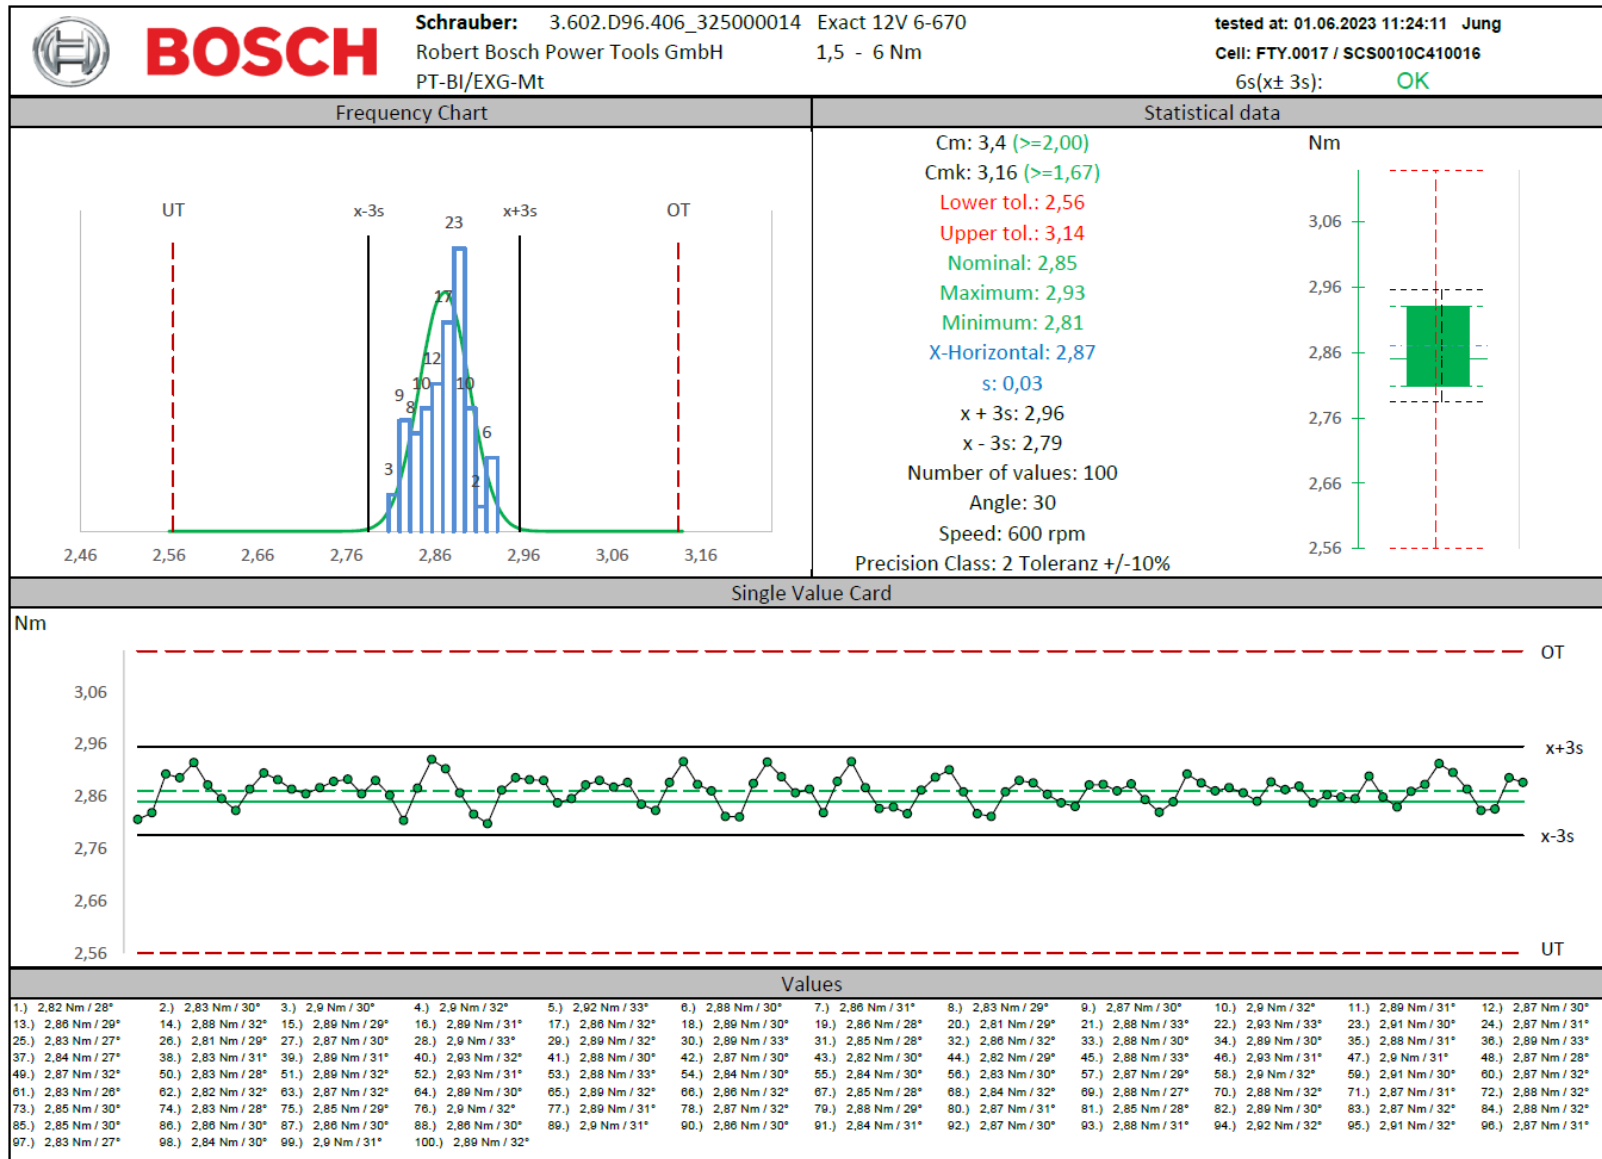 BOSCH
Schrauber: 3.602.D96.406_325000014 Exact 12V 6-670
Robert Bosch Power Tools GmbH 1,5 - 6 Nm
PT-BI/EXG-Mt
tested at: 01.06.2023 11:24:11 Jung
Cell: FTY.0017 / SCS0010C410016
6s(x± 3s): OK
Frequency Chart
UT x-3s x+3s OT
23
17
12
10 10
9
8
6
3
2
2,46 2,56 2,66 2,76 2,86 2,96 3,06 3,16
Statistical data
Cm: 3,4 (>=2,00)
Cmk: 3,16 (>=1,67)
Lower tol.: 2,56
Upper tol.: 3,14
Nominal: 2,85
Maximum: 2,93
Minimum: 2,81
X-Horizontal: 2,87
s: 0,03
x + 3s: 2,96
x - 3s: 2,79
Number of values: 100
Angle: 30
Speed: 600 rpm
Precision Class: 2 Toleranz +/-10%
Nm
3,06
2,96
2,86
2,76
2,66
2,56
Single Value Card
Nm
OT
3,06
2,96
x+3s
2,86
2,76
x-3s
2,66
2,56
UT
Values
1.) 2,82 Nm / 28° 2.) 2,83 Nm / 30° 3.) 2,9 Nm / 30° 4.) 2,9 Nm / 32° 5.) 2,92 Nm / 33° 6.) 2,88 Nm / 30° 7.) 2,86 Nm / 31° 8.) 2,83 Nm / 29° 9.) 2,87 Nm / 30° 10.) 2,9 Nm / 32° 11.) 2,89 Nm / 31° 12.) 2,87 Nm / 30°
13.) 2,86 Nm / 29° 14.) 2,88 Nm / 32° 15.) 2,89 Nm / 29° 16.) 2,89 Nm / 31° 17.) 2,86 Nm / 32° 18.) 2,89 Nm / 30° 19.) 2,86 Nm / 28° 20.) 2,81 Nm / 29° 21.) 2,88 Nm / 33° 22.) 2,93 Nm / 33° 23.) 2,91 Nm / 30° 24.) 2,87 Nm / 31°
25.) 2,83 Nm / 27° 26.) 2,81 Nm / 29° 27.) 2,87 Nm / 30° 28.) 2,9 Nm / 33° 29.) 2,89 Nm / 32° 30.) 2,89 Nm / 33° 31.) 2,85 Nm / 28° 32.) 2,86 Nm / 32° 33.) 2,88 Nm / 30° 34.) 2,89 Nm / 30° 35.) 2,88 Nm / 31° 36.) 2,89 Nm / 33°
37.) 2,84 Nm / 27° 38.) 2,83 Nm / 31° 39.) 2,89 Nm / 31° 40.) 2,93 Nm / 32° 41.) 2,88 Nm / 30° 42.) 2,87 Nm / 30° 43.) 2,82 Nm / 30° 44.) 2,82 Nm / 29° 45.) 2,88 Nm / 33° 46.) 2,93 Nm / 31° 47.) 2,9 Nm / 31° 48.) 2,87 Nm / 28°
49.) 2,87 Nm / 32° 50.) 2,83 Nm / 28° 51.) 2,89 Nm / 32° 52.) 2,93 Nm / 31° 53.) 2,88 Nm / 33° 54.) 2,84 Nm / 30° 55.) 2,84 Nm / 30° 56.) 2,83 Nm / 30° 57.) 2,87 Nm / 29° 58.) 2,9 Nm / 32° 59.) 2,91 Nm / 30° 60.) 2,87 Nm / 32°
61.) 2,83 Nm / 26° 62.) 2,82 Nm / 32° 63.) 2,87 Nm / 32° 64.) 2,89 Nm / 30° 65.) 2,89 Nm / 32° 66.) 2,86 Nm / 32° 67.) 2,85 Nm / 28° 68.) 2,84 Nm / 32° 69.) 2,88 Nm / 27° 70.) 2,88 Nm / 32° 71.) 2,87 Nm / 31° 72.) 2,88 Nm / 32°
73.) 2,85 Nm / 30° 74.) 2,83 Nm / 28° 75.) 2,85 Nm / 29° 76.) 2,9 Nm / 32° 77.) 2,89 Nm / 31° 78.) 2,87 Nm / 32° 79.) 2,88 Nm / 29° 80.) 2,87 Nm / 31° 81.) 2,85 Nm / 28° 82.) 2,89 Nm / 30° 83.) 2,87 Nm / 32° 84.) 2,88 Nm / 32°
85.) 2,85 Nm / 30° 86.) 2,86 Nm / 30° 87.) 2,86 Nm / 30° 88.) 2,86 Nm / 30° 89.) 2,9 Nm / 31° 90.) 2,86 Nm / 30° 91.) 2,84 Nm / 31° 92.) 2,87 Nm / 30° 93.) 2,88 Nm / 31° 94.) 2,92 Nm / 32° 95.) 2,91 Nm / 32° 96.) 2,87 Nm / 31°
97.) 2,83 Nm / 27° 98.) 2,84 Nm / 30° 99.) 2,9 Nm / 31° 100.) 2,89 Nm / 32°